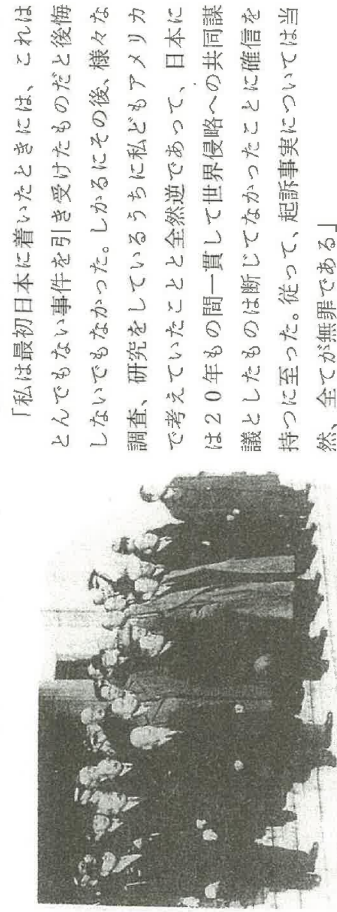 「私は最初日本に着いたときには、これは
とんでもない事件を引き受けたものだと後悔
しないでもなかった。しかるにその後、様々な
調査、研究をしているうちに私どもアメリカ
で考えていたことと全然逆であって、日本に
は20年もの間一貫して世界侵略への共同謀
議としたものは断じてなかったことに確信を
持つに至った。従って、起訴事実については当
然、全てが無罪である」